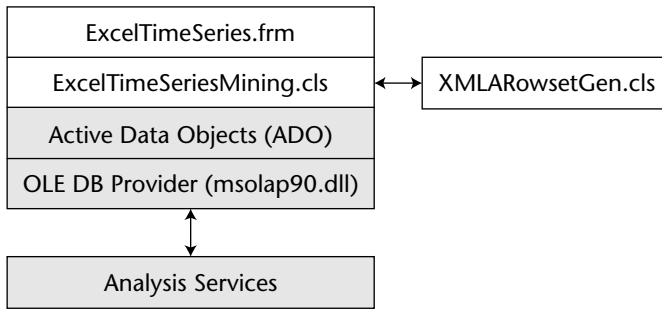 ExcelTimeSeries.frm
ExcelTimeSeriesMining.cls
XMLARowsetGen.cls
Active Data Objects (ADO)
OLE DB Provider (msolap90.dll)
Analysis Services